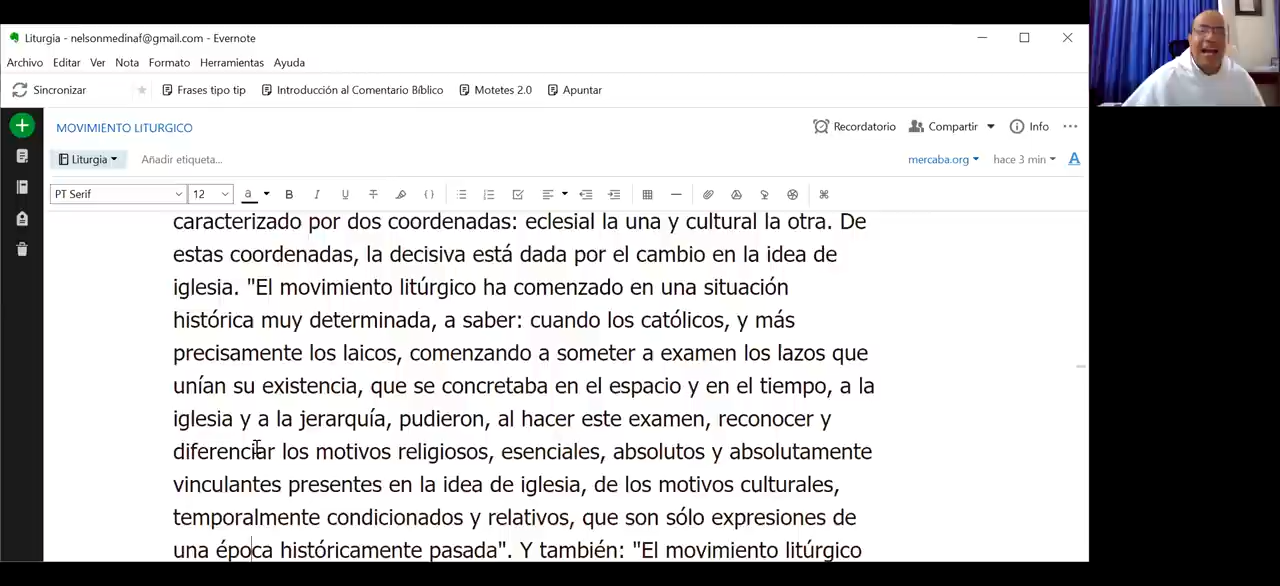 Liturgia - nelsonmedinaf@gmail.com - Evernote
Archivo Editar Ver Nota Formato Herramientas Ayuda
Sincronizar Frases tipo tip Introducción al Comentario Bíblico Motetes 2.0 Apuntar
MOVIMIENTO LITURGICO Recordatorio Compartir Info
Liturgia Añadir etiqueta... mercaba.org hace 3 min
PT Serif 12
caracterizado por dos coordenadas: eclesial la una y cultural la otra. De
estas coordenadas, la decisiva está dada por el cambio en la idea de
iglesia. "El movimiento litúrgico ha comenzado en una situación
histórica muy determinada, a saber: cuando los católicos, y más
precisamente los laicos, comenzando a someter a examen los lazos que
unían su existencia, que se concretaba en el espacio y en el tiempo, a la
iglesia y a la jerarquía, pudieron, al hacer este examen, reconocer y
diferenciar los motivos religiosos, esenciales, absolutos y absolutamente
vinculantes presentes en la idea de iglesia, de los motivos culturales,
temporalmente condicionados y relativos, que son sólo expresiones de
una época históricamente pasada". Y también: "El movimiento litúrgico